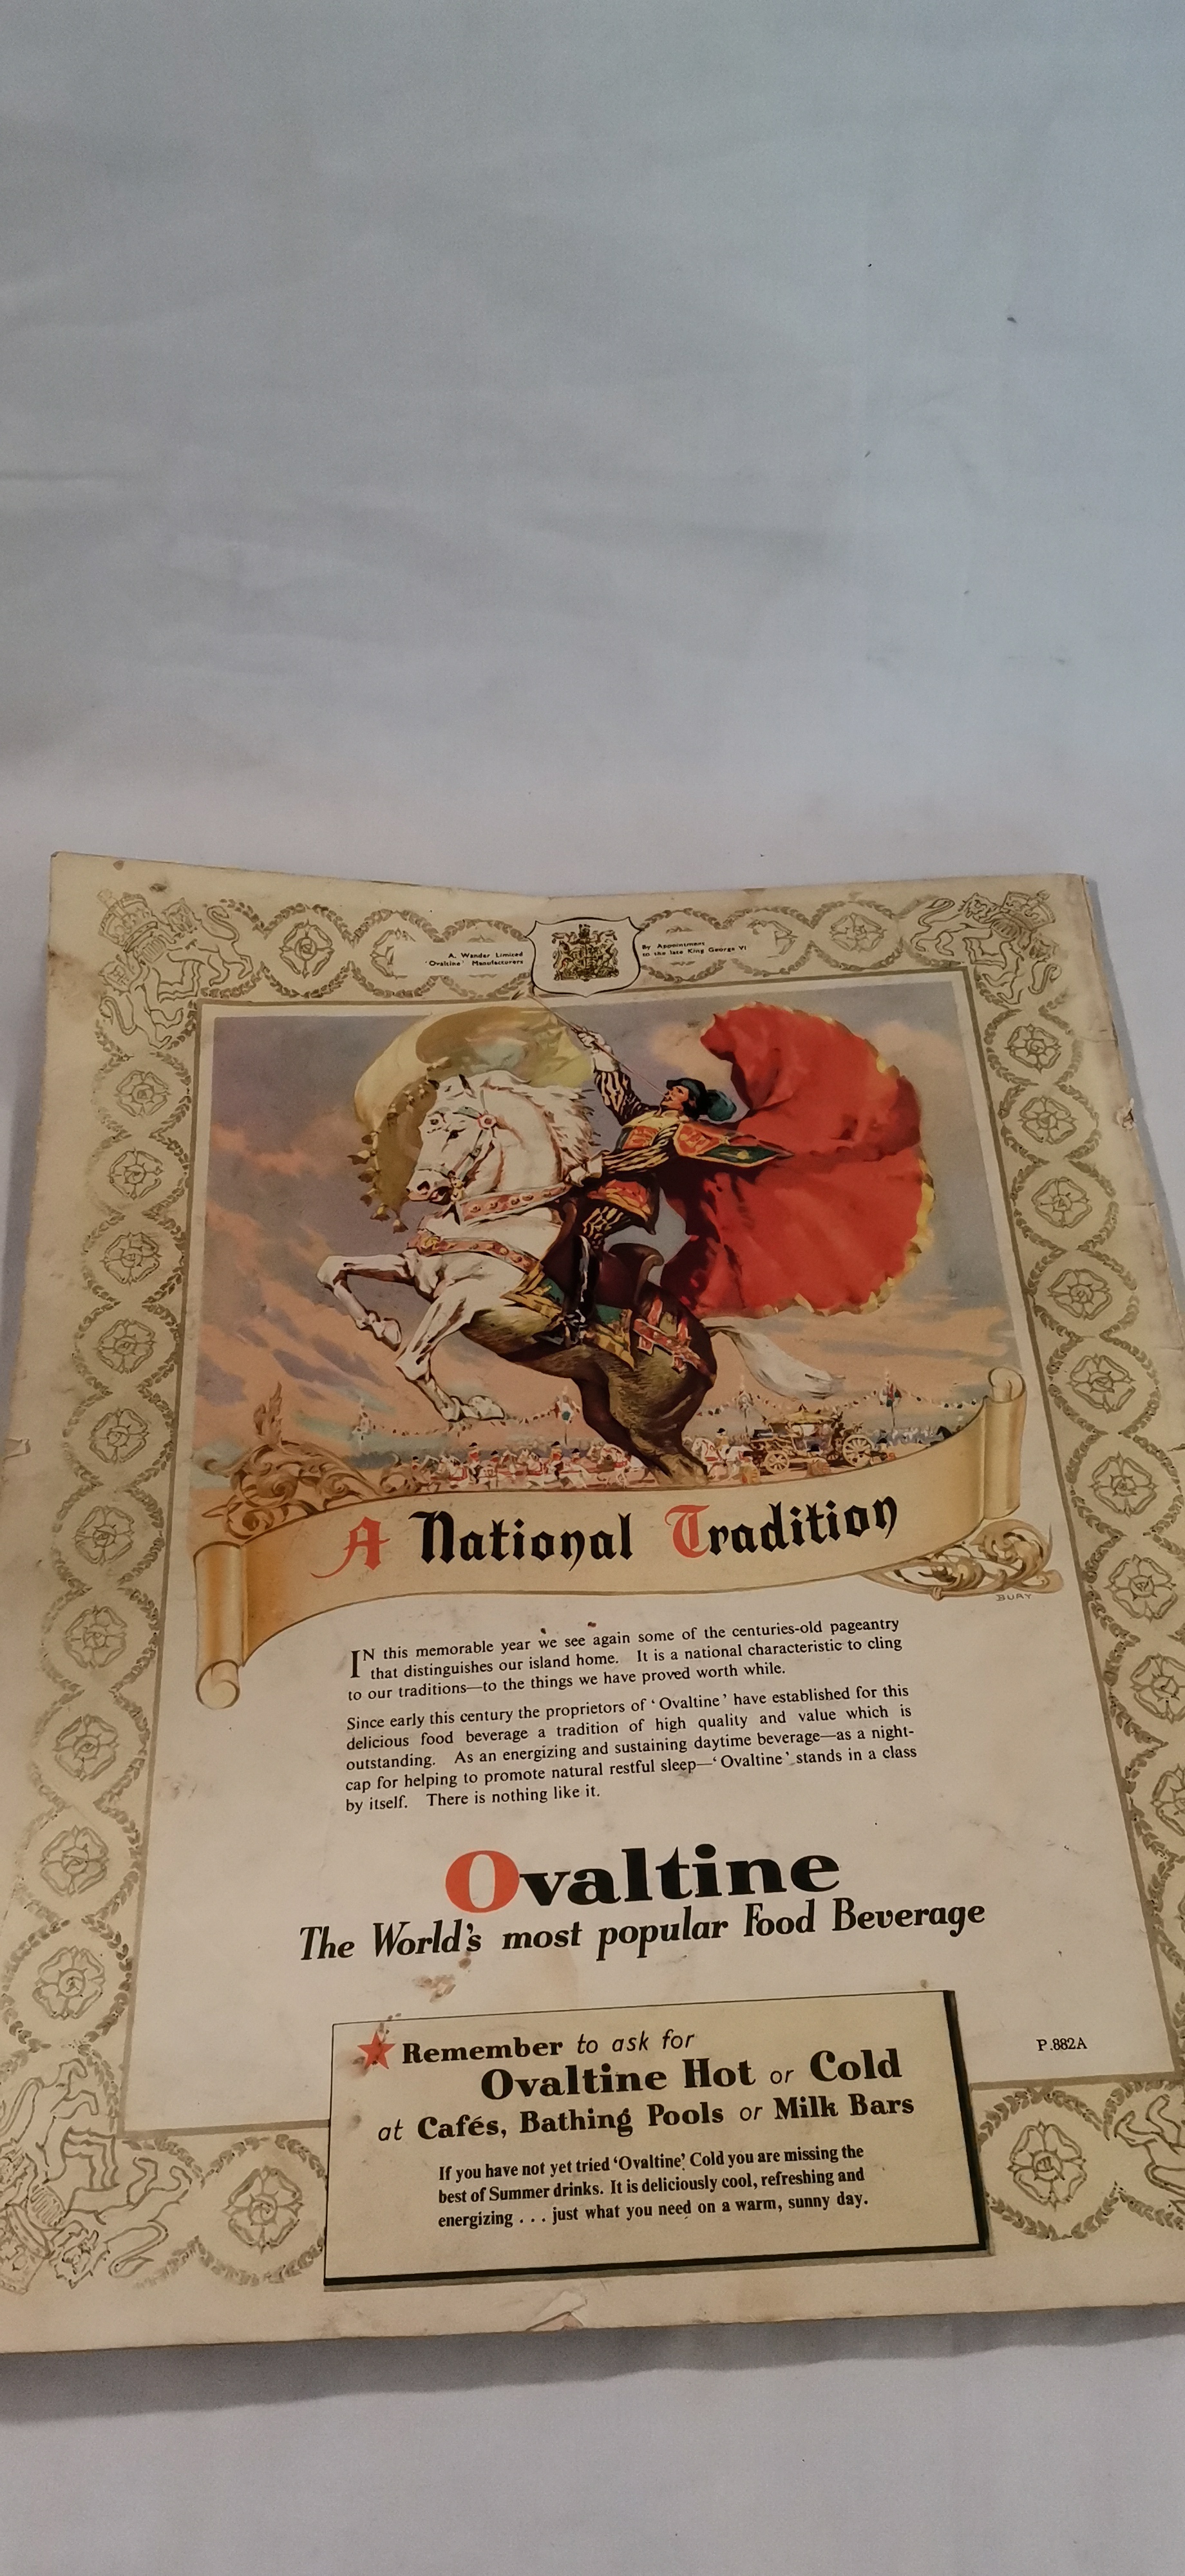 A. Wander Limited
'Ovaltine' Manufacturers
By Appointment
to the late King George VI
A National Tradition
BURY
IN this memorable year we see again some of the centuries-old pageantry
that distinguishes our island home. It is a national characteristic to cling
to our traditions—to the things we have proved worth while.
Since early this century the proprietors of 'Ovaltine' have established for this
delicious food beverage a tradition of high quality and value which is
outstanding. As an energizing and sustaining daytime beverage—as a night-
cap for helping to promote natural restful sleep—'Ovaltine' stands in a class
by itself. There is nothing like it.
Ovaltine
The World's most popular Food Beverage
P.882A
Remember to ask for
Ovaltine Hot or Cold
at Cafés, Bathing Pools or Milk Bars
If you have not yet tried 'Ovaltine' Cold you are missing the
best of Summer drinks. It is deliciously cool, refreshing and
energizing . . . just what you need on a warm, sunny day.